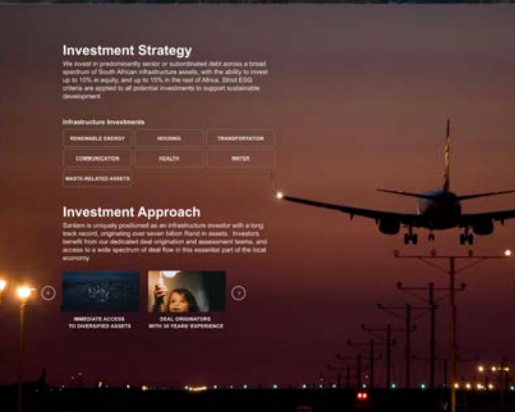 Investment Strategy
We invest in predominantly senior or subordinated debt across a broad
spectrum of South African infrastructure assets, with the ability to invest
up to 10% in equity, and up to 15% in the rest of Africa. Strict ESG
criteria are applied to all potential investments to support sustainable
development.
Infrastructure Investments
RENEWABLE ENERGY HOUSING TRANSPORTATION
COMMUNICATION HEALTH WATER
WASTE-RELATED ASSETS
Investment Approach
Sanlam is uniquely positioned as an infrastructure investor with a long
track record, originating over seven billion Rand in assets. Investors
benefit from our dedicated deal origination and assessment teams, and
access to a wide spectrum of deal flow in this essential part of the local
economy.
IMMEDIATE ACCESS DEAL ORIGINATORS
TO DIVERSIFIED ASSETS WITH 30 YEARS' EXPERIENCE